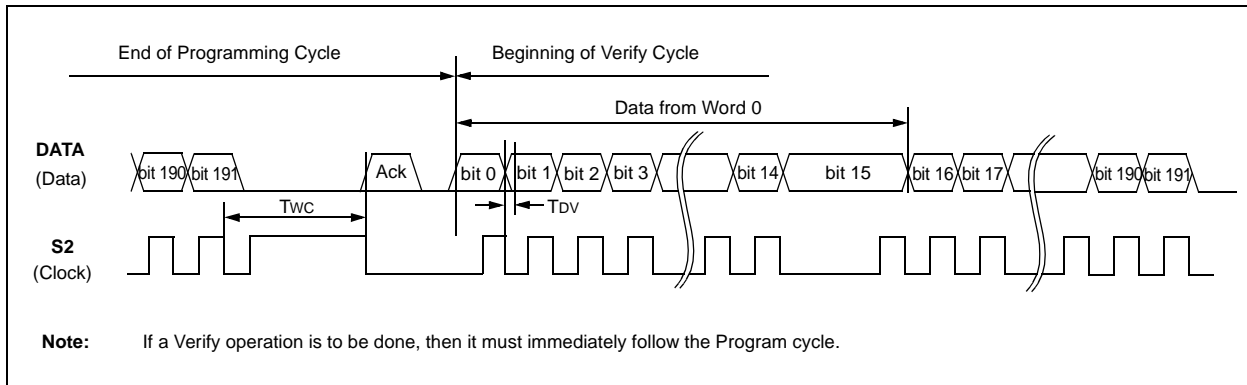 End of Programming Cycle
Beginning of Verify Cycle
Data from Word 0
DATA
(Data)
bit 190 bit 191 Ack bit 0 bit 1 bit 2 bit 3 bit 14 bit 15 bit 16 bit 17 bit 190 bit 191
TWC
TDV
S2
(Clock)
Note: If a Verify operation is to be done, then it must immediately follow the Program cycle.